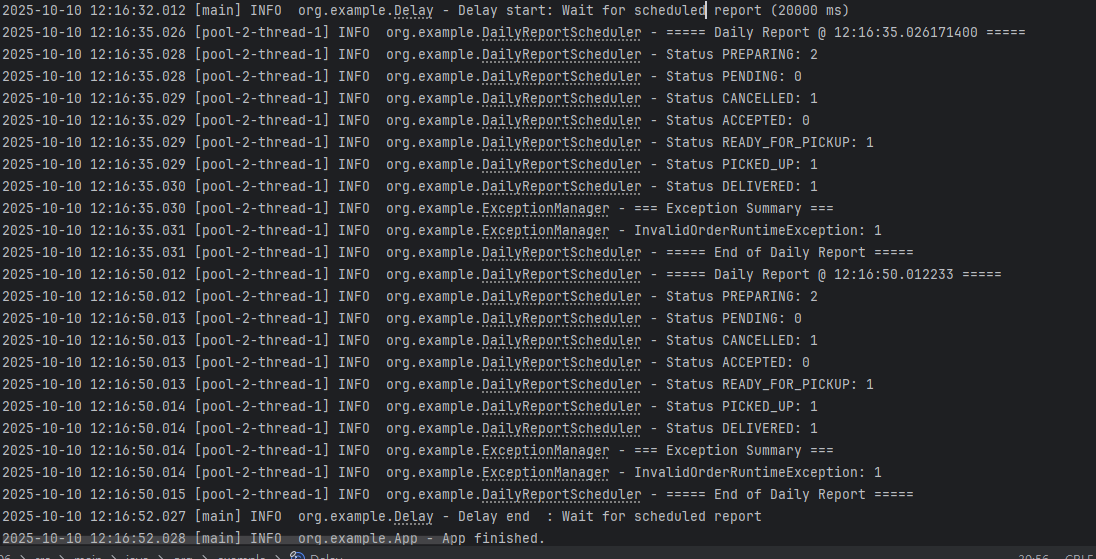 2025-10-10 12:16:32.012 [main] INFO  org.example.Delay - Delay start: Wait for scheduled report (20000 ms)
2025-10-10 12:16:35.026 [pool-2-thread-1] INFO  org.example.DailyReportScheduler - ===== Daily Report @ 12:16:35.026171400 =====
2025-10-10 12:16:35.028 [pool-2-thread-1] INFO  org.example.DailyReportScheduler - Status PREPARING: 2
2025-10-10 12:16:35.028 [pool-2-thread-1] INFO  org.example.DailyReportScheduler - Status PENDING: 0
2025-10-10 12:16:35.029 [pool-2-thread-1] INFO  org.example.DailyReportScheduler - Status CANCELLED: 1
2025-10-10 12:16:35.029 [pool-2-thread-1] INFO  org.example.DailyReportScheduler - Status ACCEPTED: 0
2025-10-10 12:16:35.029 [pool-2-thread-1] INFO  org.example.DailyReportScheduler - Status READY_FOR_PICKUP: 1
2025-10-10 12:16:35.029 [pool-2-thread-1] INFO  org.example.DailyReportScheduler - Status PICKED_UP: 1
2025-10-10 12:16:35.030 [pool-2-thread-1] INFO  org.example.DailyReportScheduler - Status DELIVERED: 1
2025-10-10 12:16:35.030 [pool-2-thread-1] INFO  org.example.ExceptionManager - === Exception Summary ===
2025-10-10 12:16:35.031 [pool-2-thread-1] INFO  org.example.ExceptionManager - InvalidOrderRuntimeException: 1
2025-10-10 12:16:35.031 [pool-2-thread-1] INFO  org.example.DailyReportScheduler - ===== End of Daily Report =====
2025-10-10 12:16:50.012 [pool-2-thread-1] INFO  org.example.DailyReportScheduler - ===== Daily Report @ 12:16:50.012233 =====
2025-10-10 12:16:50.012 [pool-2-thread-1] INFO  org.example.DailyReportScheduler - Status PREPARING: 2
2025-10-10 12:16:50.013 [pool-2-thread-1] INFO  org.example.DailyReportScheduler - Status PENDING: 0
2025-10-10 12:16:50.013 [pool-2-thread-1] INFO  org.example.DailyReportScheduler - Status CANCELLED: 1
2025-10-10 12:16:50.013 [pool-2-thread-1] INFO  org.example.DailyReportScheduler - Status ACCEPTED: 0
2025-10-10 12:16:50.013 [pool-2-thread-1] INFO  org.example.DailyReportScheduler - Status READY_FOR_PICKUP: 1
2025-10-10 12:16:50.014 [pool-2-thread-1] INFO  org.example.DailyReportScheduler - Status PICKED_UP: 1
2025-10-10 12:16:50.014 [pool-2-thread-1] INFO  org.example.DailyReportScheduler - Status DELIVERED: 1
2025-10-10 12:16:50.014 [pool-2-thread-1] INFO  org.example.ExceptionManager - === Exception Summary ===
2025-10-10 12:16:50.014 [pool-2-thread-1] INFO  org.example.ExceptionManager - InvalidOrderRuntimeException: 1
2025-10-10 12:16:50.015 [pool-2-thread-1] INFO  org.example.DailyReportScheduler - ===== End of Daily Report =====
2025-10-10 12:16:52.027 [main] INFO  org.example.Delay - Delay end  : Wait for scheduled report
2025-10-10 12:16:52.028 [main] INFO  org.example.App - App finished.